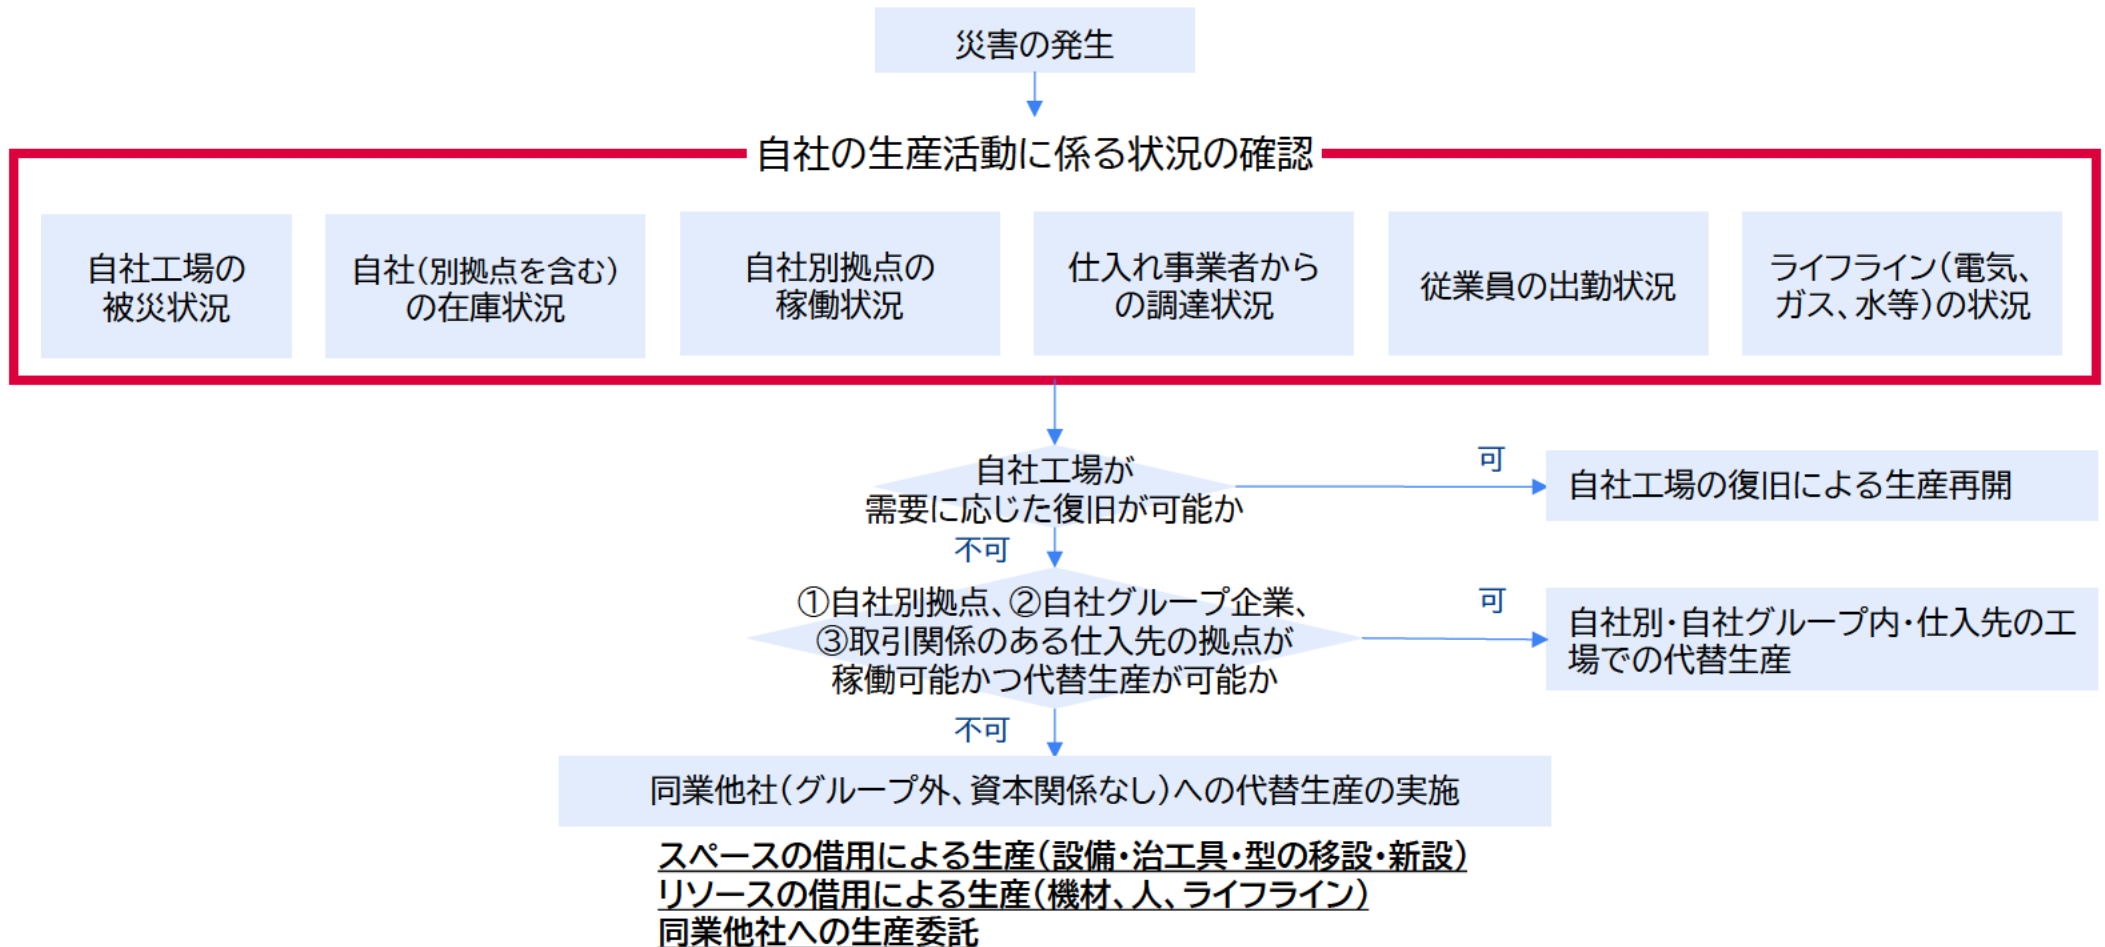 災害の発生
自社の生産活動に係る状況の確認
自社工場の
被災状況
自社(別拠点を含む)
の在庫状況
自社別拠点の
稼働状況
仕入れ事業者から
の調達状況
従業員の出勤状況
ライフライン(電気、
ガス、水等)の状況
自社工場が
需要に応じた復旧が可能か
可
自社工場の復旧による生産再開
不可
①自社別拠点、②自社グループ企業、
③取引関係のある仕入先の拠点が
稼働可能かつ代替生産が可能か
可
自社別・自社グループ内・仕入先の工
場での代替生産
不可
同業他社(グループ外、資本関係なし)への代替生産の実施
スペースの借用による生産(設備・治工具・型の移設・新設)
リソースの借用による生産(機材、人、ライフライン)
同業他社への生産委託